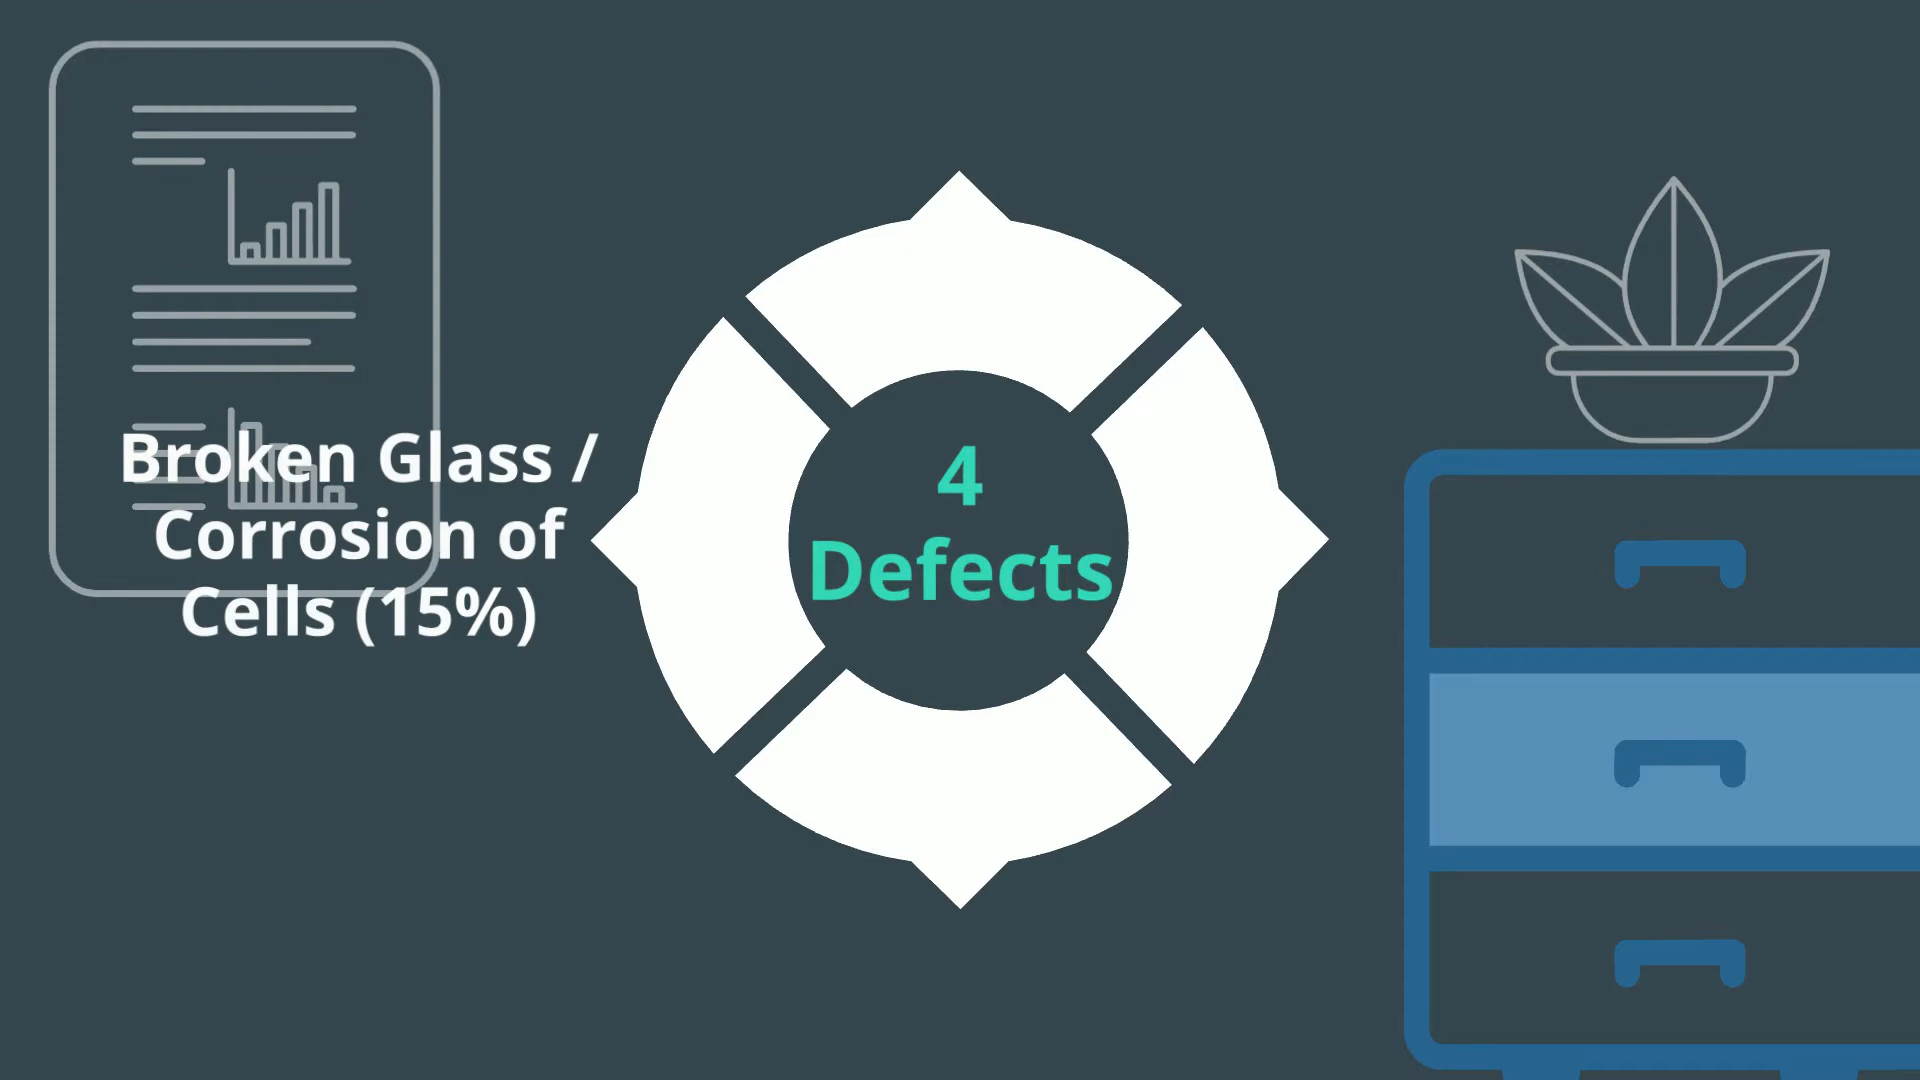 Broken Glass /
Corrosion of
Cells (15%)
4
Defects